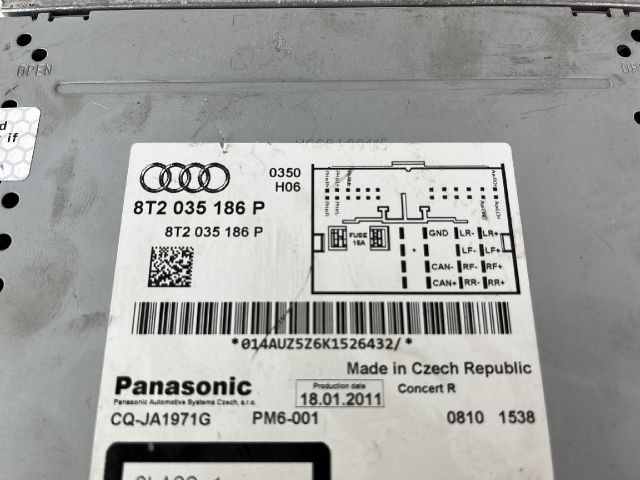 OPEN
OPEN
if
0350
H06
8T2 035 186 P
8T2 035 186 P
FUSE
15A
GND LR- LR+
LF- LF+
CAN- RF- RF+
CAN+ RR- RR+
*014AUZ5Z6K1526432/*
Made in Czech Republic
Panasonic
Panasonic Automotive Systems Czech, s.r.o.
Production date
18.01.2011
Concert R
CQ-JA1971G PM6-001 0810 1538